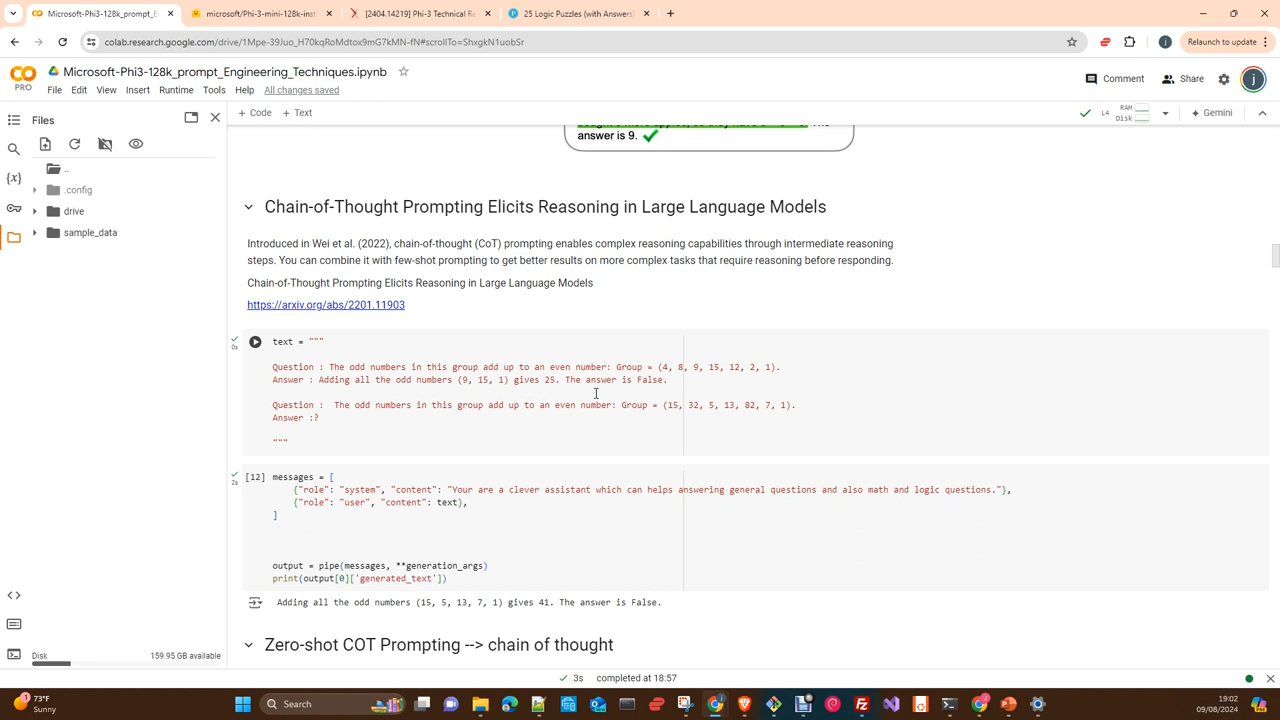 Microsoft-Phi3-128k_prompt_E
microsoft/Phi-3-mini-128k-inst
[2404.14219] Phi-3 Technical Re
25 Logic Puzzles (with Answers)
colab.research.google.com/drive/1Mpe-39Juo_H70kqRoMdtox9mG7kMN-fN#scrollTo=ShxgkN1uobSr
Relaunch to update
Microsoft-Phi3-128k_prompt_Engineering_Techniques.ipynb
PRO
File Edit View Insert Runtime Tools Help All changes saved
Comment Share
Files
+ Code + Text
L4 RAM Disk Gemini
..
.config
drive
sample_data
answer is 9.
Chain-of-Thought Prompting Elicits Reasoning in Large Language Models
Introduced in Wei et al. (2022), chain-of-thought (CoT) prompting enables complex reasoning capabilities through intermediate reasoning
steps. You can combine it with few-shot prompting to get better results on more complex tasks that require reasoning before responding.
Chain-of-Thought Prompting Elicits Reasoning in Large Language Models
https://arxiv.org/abs/2201.11903
0s
text = """
Question : The odd numbers in this group add up to an even number: Group = (4, 8, 9, 15, 12, 2, 1).
Answer : Adding all the odd numbers (9, 15, 1) gives 25. The answer is False.
Question :  The odd numbers in this group add up to an even number: Group = (15, 32, 5, 13, 82, 7, 1).
Answer :?
"""
2s
[12] messages = [
{"role": "system", "content": "Your are a clever assistant which can helps answering general questions and also math and logic questions."},
{"role": "user", "content": text},
]
output = pipe(messages, **generation_args)
print(output[0]['generated_text'])
Adding all the odd numbers (15, 5, 13, 7, 1) gives 41. The answer is False.
Zero-shot COT Prompting --> chain of thought
Disk 159.95 GB available
3s completed at 18:57
73°F
Sunny
Search
19:02
09/08/2024